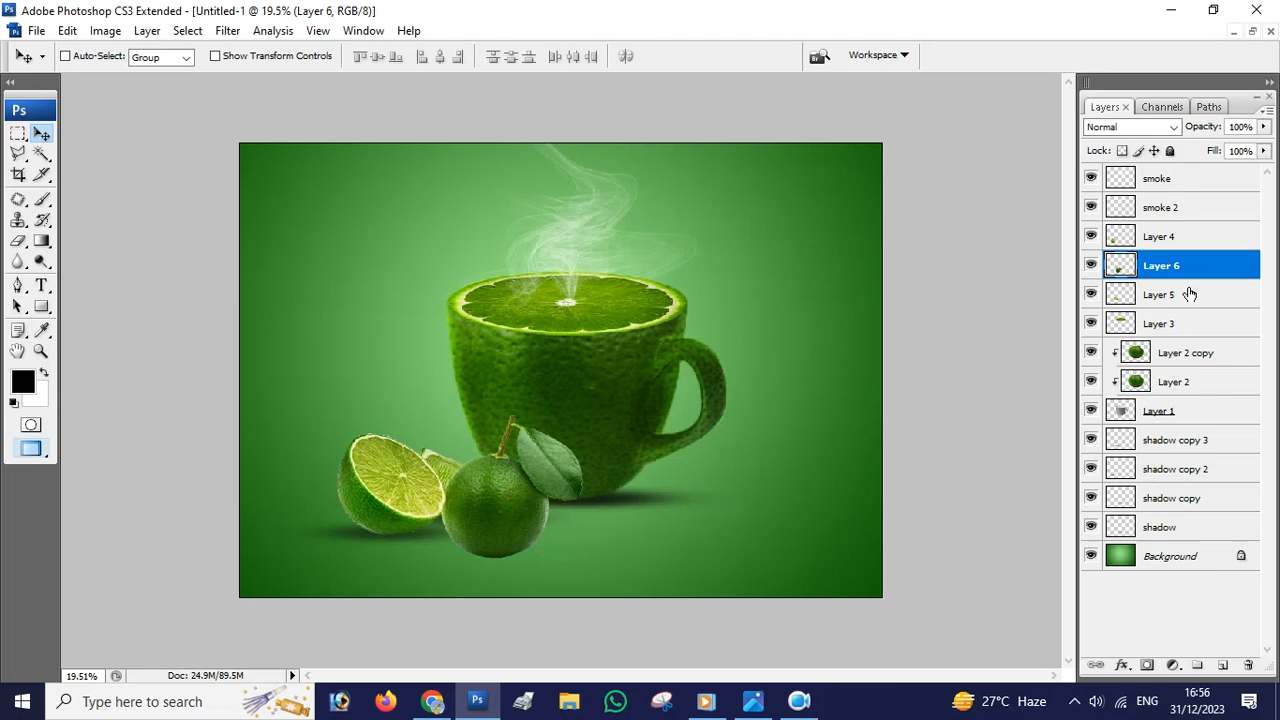 Ps Adobe Photoshop CS3 Extended - [Untitled-1 @ 19.5% (Layer 6, RGB/8)]
File Edit Image Layer Select Filter Analysis View Window Help
Auto-Select: Group Show Transform Controls Workspace
Ps
Layers Channels Paths
Normal Opacity: 100%
Lock: Fill: 100%
smoke
smoke 2
Layer 4
Layer 6
Layer 5
Layer 3
Layer 2 copy
Layer 2
Layer 1
shadow copy 3
shadow copy 2
shadow copy
shadow
Background
19.51% Doc: 24.9M/89.5M
Type here to search
Ps
27°C Haze
ENG
16:56
31/12/2023